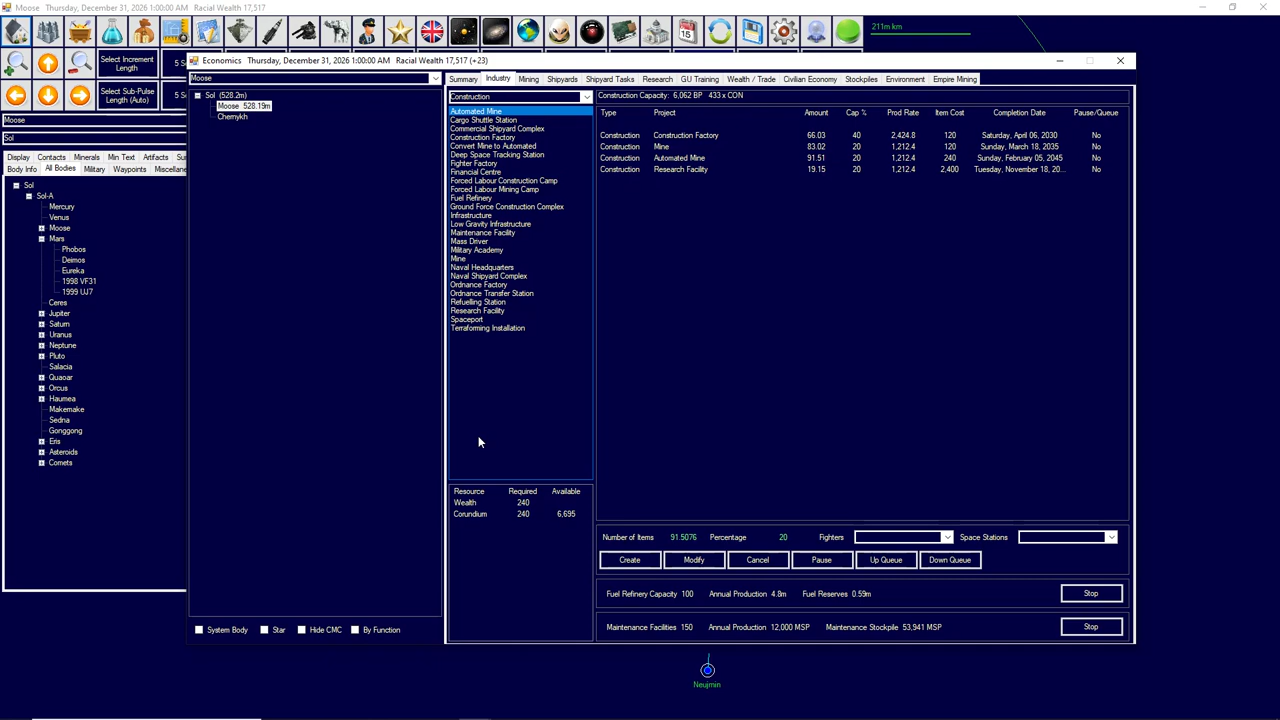 Moose   Thursday, December 31, 2026 1:00:00 AM   Racial Wealth 17,517
211m km
Select Increment Length
5 S
Select Sub-Pulse Length (Auto)
5 S
Moose
Sol
Display Contacts Minerals Min Text Artifacts Su
Body Info All Bodies Military Waypoints Miscellane
Sol
Sol-A
Mercury
Venus
Moose
Mars
Phobos
Deimos
Eureka
1998 VF31
1999 UJ7
Ceres
Jupiter
Saturn
Uranus
Neptune
Pluto
Salacia
Quaoar
Orcus
Haumea
Makemake
Sedna
Gonggong
Eris
Asteroids
Comets
Economics   Thursday, December 31, 2026 1:00:00 AM   Racial Wealth 17,517 (+23)
Moose
Sol (528.2m)
Moose 528.19m
Chernykh
System Body Star Hide CMC By Function
Summary Industry Mining Shipyards Shipyard Tasks Research GU Training Wealth / Trade Civilian Economy Stockpiles Environment Empire Mining
Construction
Automated Mine
Cargo Shuttle Station
Commercial Shipyard Complex
Construction Factory
Convert Mine to Automated
Deep Space Tracking Station
Fighter Factory
Financial Centre
Forced Labour Construction Camp
Forced Labour Mining Camp
Fuel Refinery
Ground Force Construction Complex
Infrastructure
Low Gravity Infrastructure
Maintenance Facility
Mass Driver
Military Academy
Mine
Naval Headquarters
Naval Shipyard Complex
Ordnance Factory
Ordnance Transfer Station
Refuelling Station
Research Facility
Spaceport
Terraforming Installation
Resource Required Available
Wealth 240
Corundium 240 6,695
Construction Capacity: 6,062 BP 433 x CON
Type Project Amount Cap % Prod Rate Item Cost Completion Date Pause/Queue
Construction Construction Factory 66.03 40 2,424.8 120 Saturday, April 06, 2030 No
Construction Mine 83.02 20 1,212.4 120 Sunday, March 18, 2035 No
Construction Automated Mine 91.51 20 1,212.4 240 Sunday, February 05, 2045 No
Construction Research Facility 19.15 20 1,212.4 2,400 Tuesday, November 18, 20... No
Number of Items 91.5076 Percentage 20 Fighters Space Stations
Create Modify Cancel Pause Up Queue Down Queue
Fuel Refinery Capacity 100 Annual Production 4.8m Fuel Reserves 0.59m Stop
Maintenance Facilities 150 Annual Production 12,000 MSP Maintenance Stockpile 53,941 MSP Stop
Neujmin